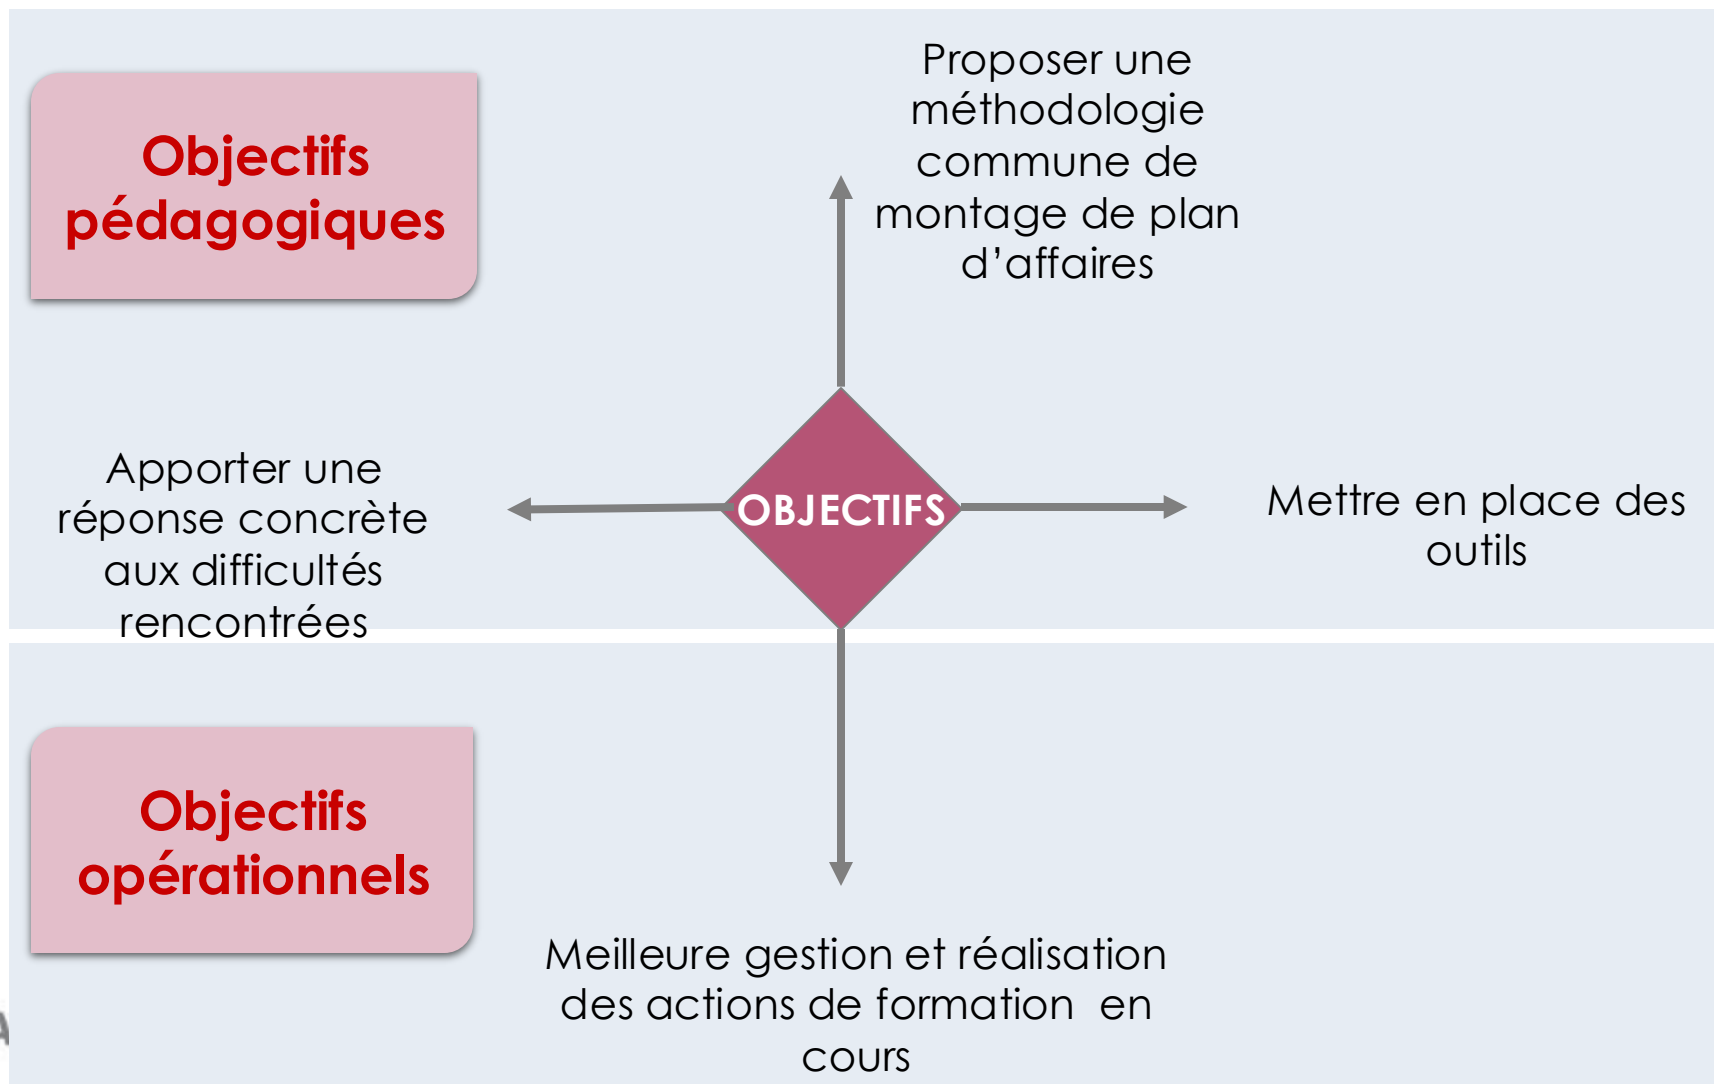 Proposer une
méthodologie
commune de
montage de plan
d’affaires
Objectifs
pédagogiques
Apporter une
réponse concrète
aux difficultés
rencontrées
OBJECTIFS
Mettre en place des
outils
Objectifs
opérationnels
Meilleure gestion et réalisation
des actions de formation  en
cours